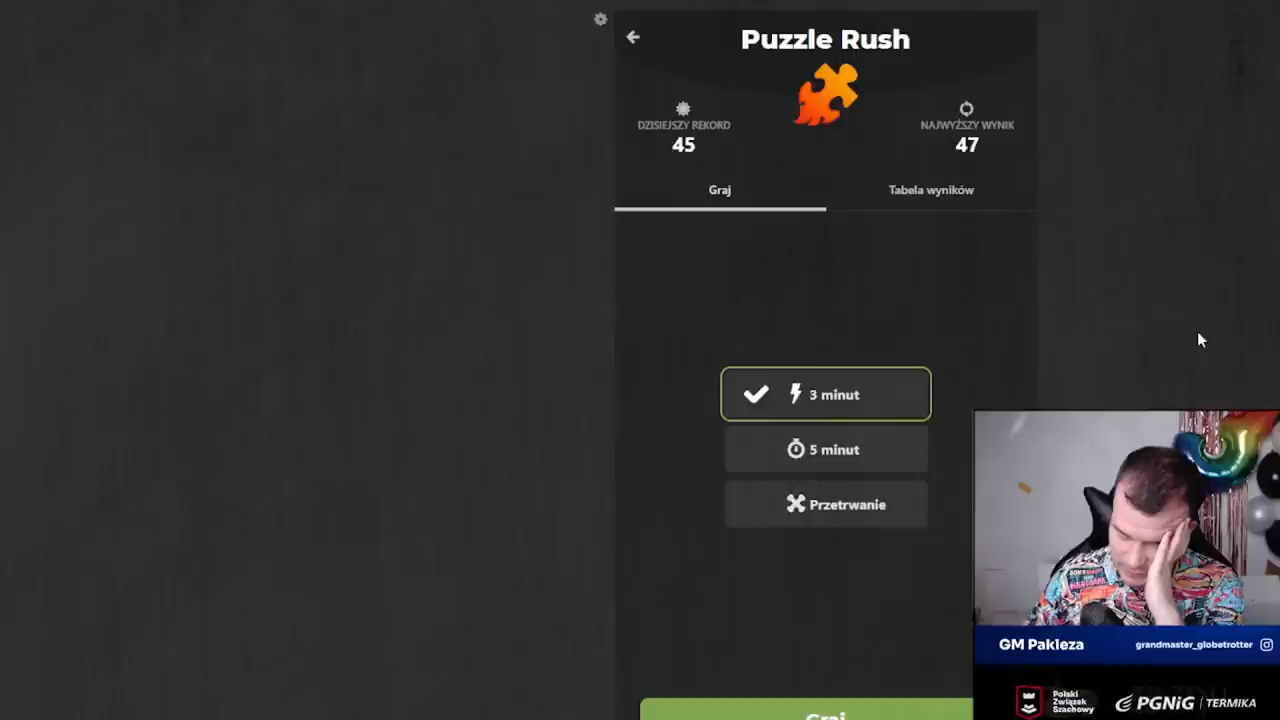 Puzzle Rush
DZISIEJSZY REKORD
45
NAJWYŻSZY WYNIK
47
Graj
Tabela wyników
3 minut
5 minut
Przetrwanie
Graj
GM Pakleza
grandmaster_globetrotter
Polski
Związek
Szachowy
PGNiG | TERMIKA